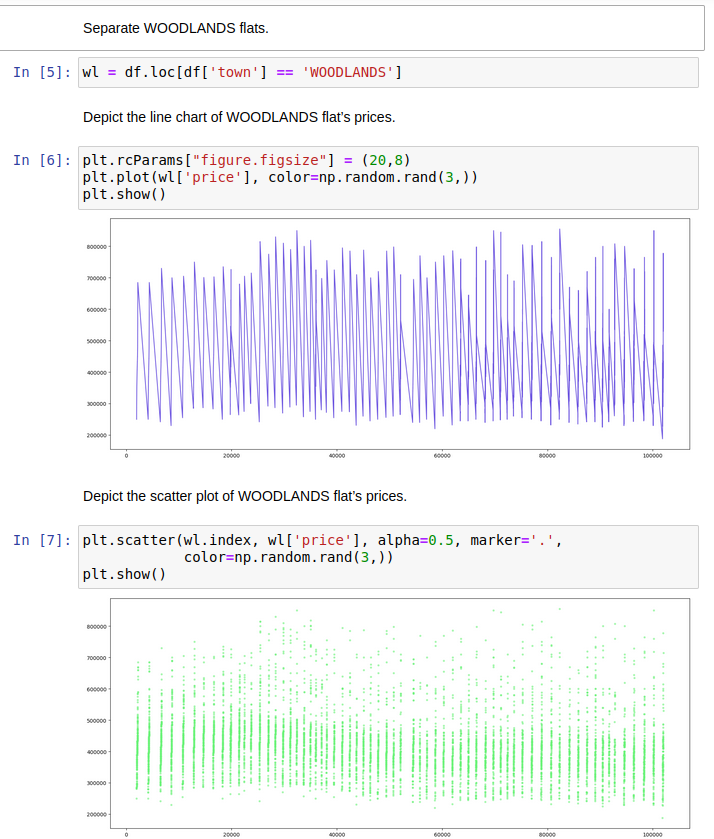 Separate WOODLANDS flats.
In [5]: wl = df.loc[df['town'] == 'WOODLANDS']
Depict the line chart of WOODLANDS flat's prices.
In [6]: plt.rcParams["figure.figsize"] = (20,8)
plt.plot(wl['price'], color=np.random.rand(3,))
plt.show()
800000
700000
600000
500000
400000
300000
200000
0 20000 40000 60000 80000 100000
Depict the scatter plot of WOODLANDS flat's prices.
In [7]: plt.scatter(wl.index, wl['price'], alpha=0.5, marker='.',
color=np.random.rand(3,))
plt.show()
800000
700000
600000
500000
400000
300000
200000
0 20000 40000 60000 80000 100000